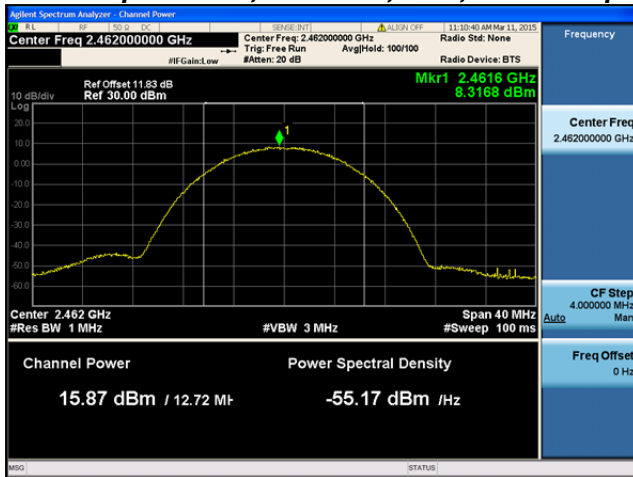 Agilent Spectrum Analyzer - Channel Power
RL RF 50 Ω DC SENSE:INT ALIGN OFF 11:10:40 AM Mar 11, 2015
Center Freq 2.462000000 GHz
Center Freq: 2.462000000 GHz Radio Std: None
Trig: Free Run Avg|Hold: 100/100
#IFGain:Low #Atten: 20 dB Radio Device: BTS
Frequency
Ref Offset 11.83 dB
10 dB/div Ref 30.00 dBm
Mkr1 2.4616 GHz
8.3168 dBm
Log
20.0
10.0
0.00
-10.0
-20.0
-30.0
-40.0
-50.0
-60.0
1
Center 2.462 GHz Span 40 MHz
#Res BW 1 MHz #VBW 3 MHz #Sweep 100 ms
Channel Power Power Spectral Density
15.87 dBm / 12.72 MH -55.17 dBm /Hz
Center Freq
2.462000000 GHz
CF Step
4.000000 MHz
Auto Man
Freq Offset
0 Hz
MSG STATUS